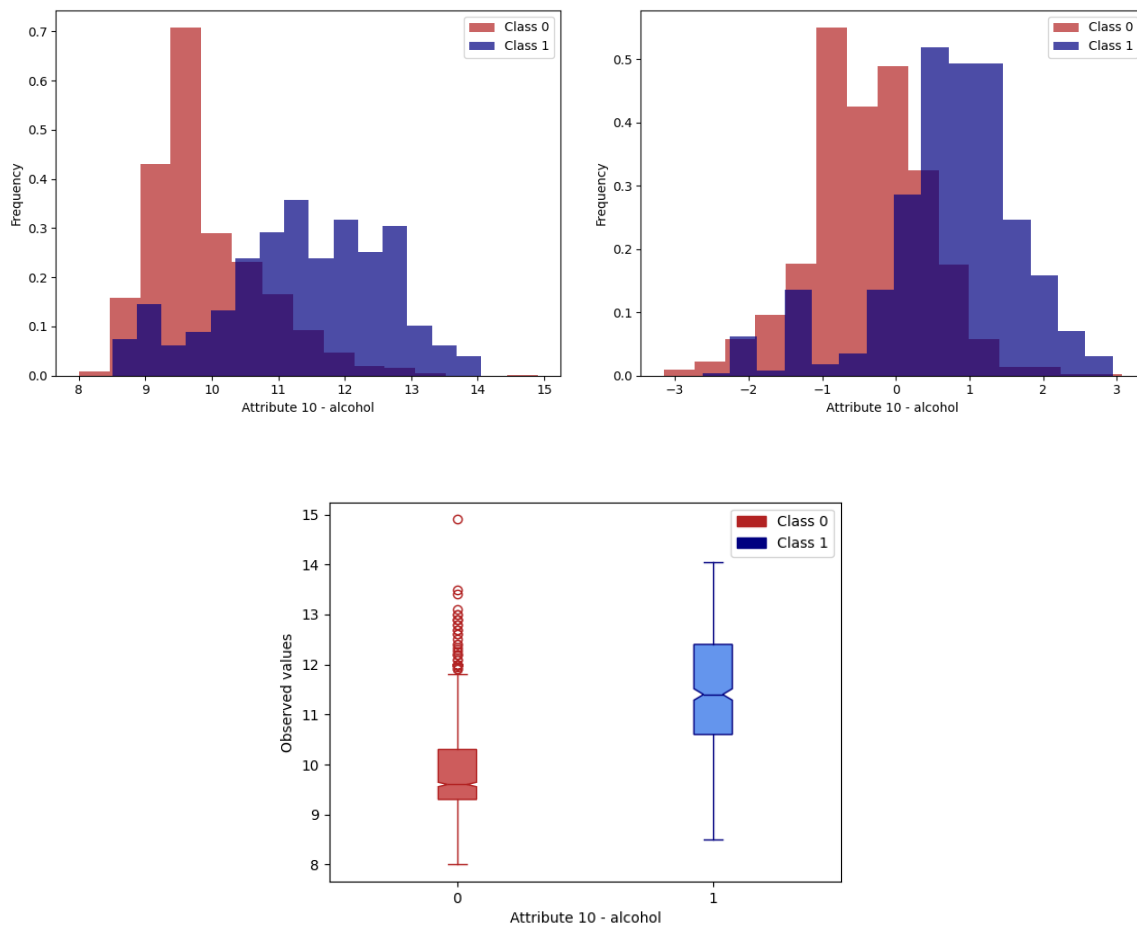 Class 0
Class 1
0.7
0.6
0.5
0.4
0.3
0.2
0.1
0.0
Frequency
8 9 10 11 12 13 14 15
Attribute 10 - alcohol
Class 0
Class 1
0.5
0.4
0.3
0.2
0.1
0.0
Frequency
−3 −2 −1 0 1 2 3
Attribute 10 - alcohol
Class 0
Class 1
15
14
13
12
11
10
9
8
Observed values
0 1
Attribute 10 - alcohol